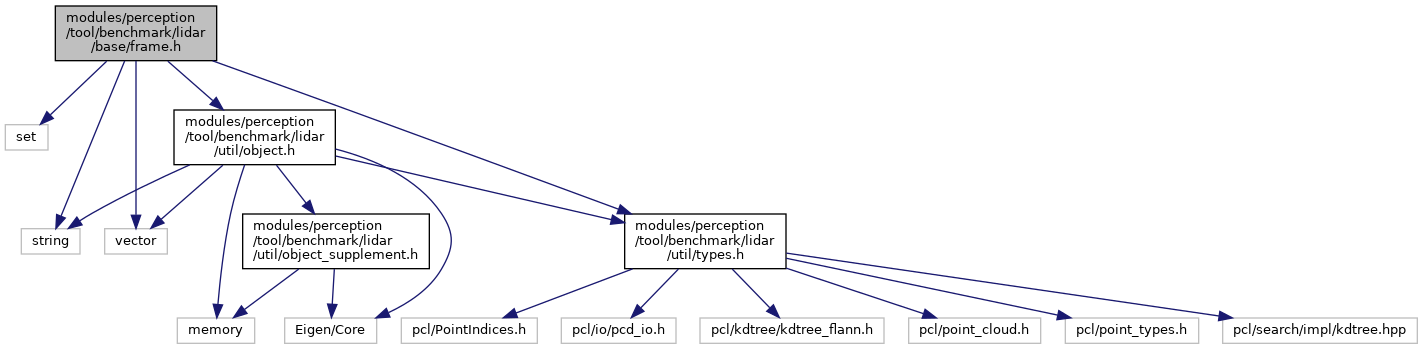 modules/perception
/tool/benchmark/lidar
/base/frame.h
set
modules/perception
/tool/benchmark/lidar
/util/object.h
string
vector
modules/perception
/tool/benchmark/lidar
/util/object_supplement.h
modules/perception
/tool/benchmark/lidar
/util/types.h
memory
Eigen/Core
pcl/PointIndices.h
pcl/io/pcd_io.h
pcl/kdtree/kdtree_flann.h
pcl/point_cloud.h
pcl/point_types.h
pcl/search/impl/kdtree.hpp